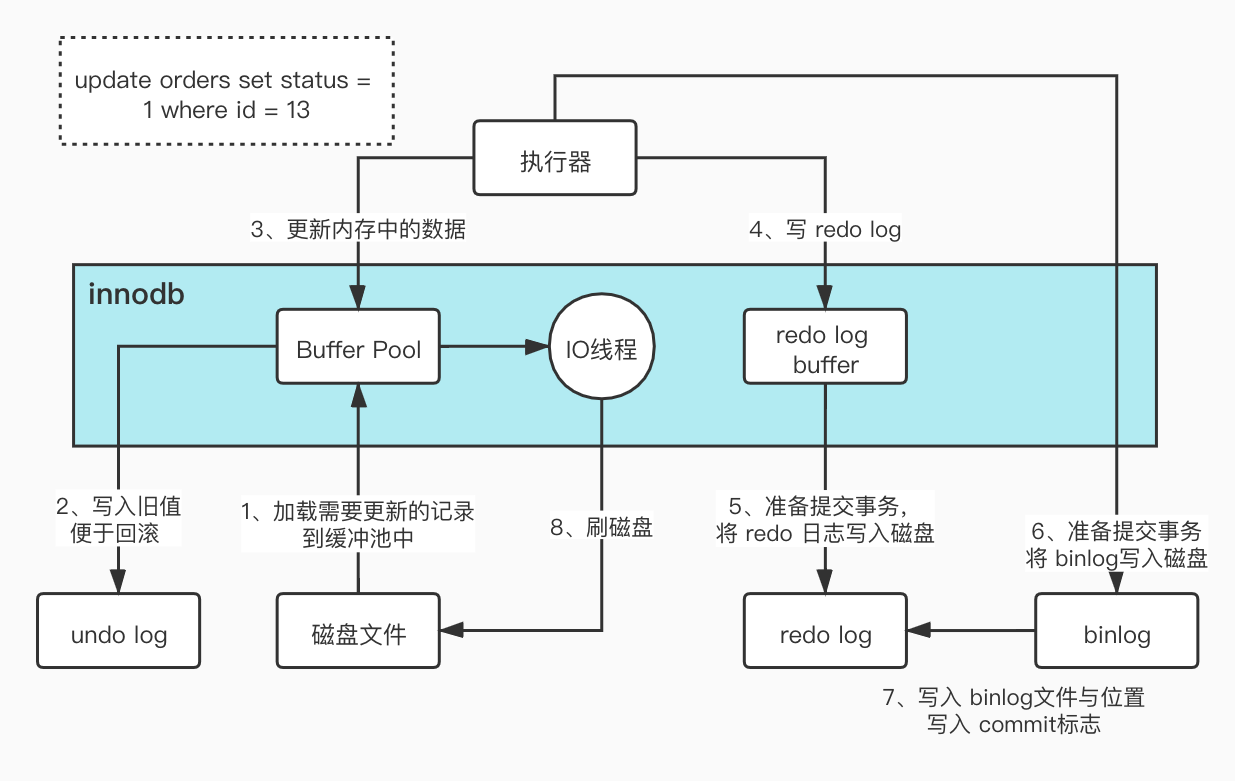 update orders set status =
1 where id = 13
执行器
3、更新内存中的数据
4、写 redo log
innodb
Buffer Pool
IO线程
redo log
buffer
2、写入旧值
便于回滚
1、加载需要更新的记录
到缓冲池中
8、刷磁盘
5、准备提交事务，
将 redo 日志写入磁盘
6、准备提交事务
将 binlog写入磁盘
undo log
磁盘文件
redo log
binlog
7、写入 binlog文件与位置
写入 commit标志